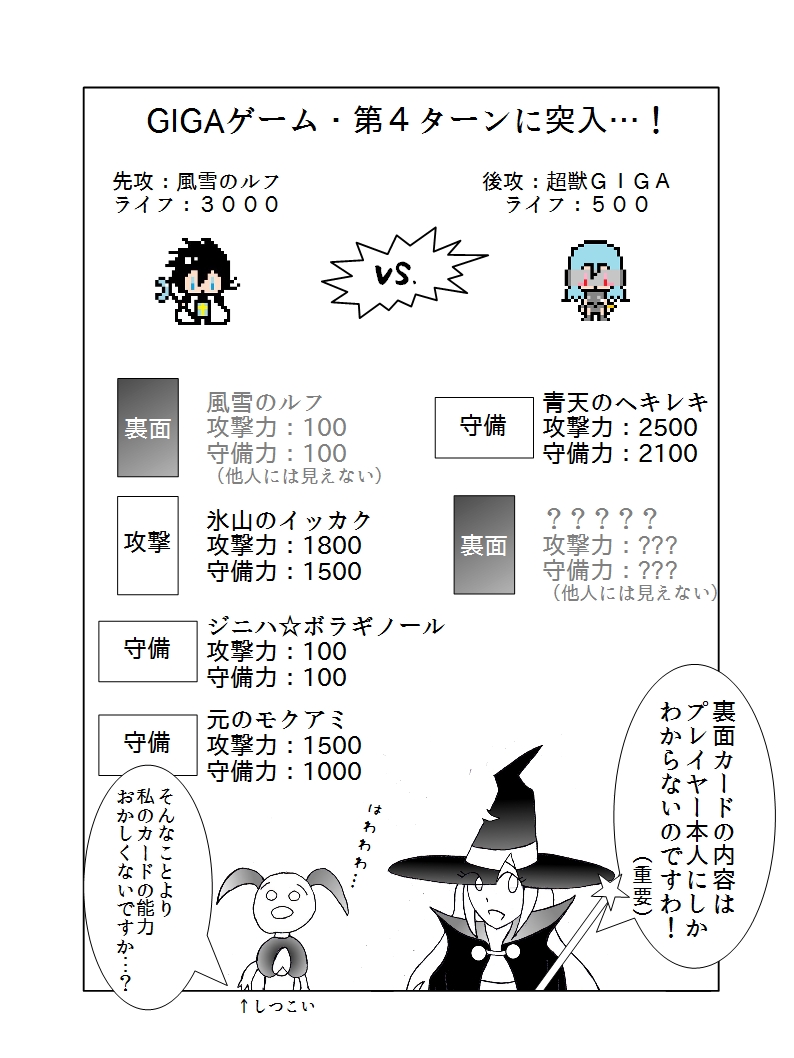 GIGAゲーム・第４ターンに突入…！
先攻：風雪のルフ
ライフ：３０００
後攻：超獣ＧＩＧＡ
ライフ：５００
VS.
裏面
風雪のルフ
攻撃力：100
守備力：100
（他人には見えない）
守備
青天のヘキレキ
攻撃力：2500
守備力：2100
攻撃
氷山のイッカク
攻撃力：1800
守備力：1500
裏面
？？？？？
攻撃力：???
守備力：???
（他人には見えない）
守備
ジニハ☆ボラギノール
攻撃力：100
守備力：100
守備
元のモクアミ
攻撃力：1500
守備力：1000
裏面カードの内容は
プレイヤー本人にしか
わからないのですわ！
（重要）
はわわわ…
そんなことより
私のカードの能力
おかしくないですか…？
↑しつこい